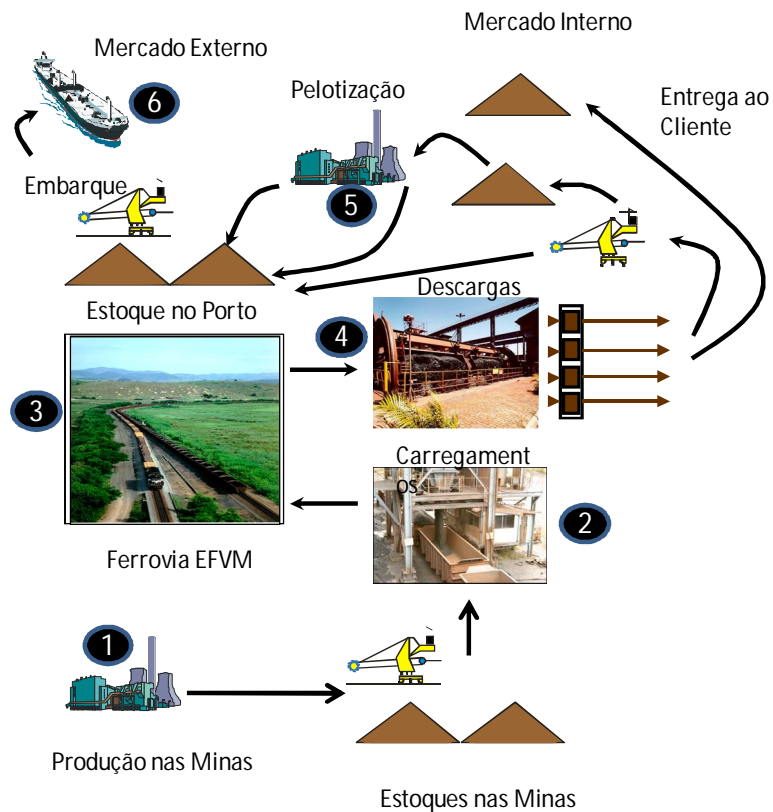 Mercado Externo
Mercado Interno
6
Pelotização
Entrega ao
Cliente
Embarque
5
Estoque no Porto
Descargas
4
3
Carregament
os
2
Ferrovia EFVM
1
Produção nas Minas
Estoques nas Minas